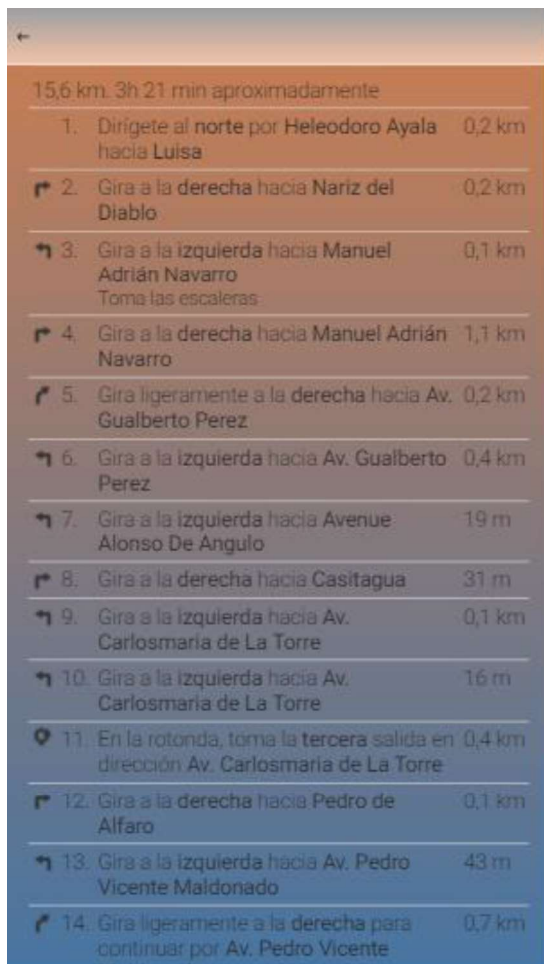 15,6 km. 3h 21 min aproximadamente
1. Dirígete al norte por Heleodoro Ayala 0,2 km
hacia Luisa
2. Gira a la derecha hacia Nariz del 0,2 km
Diablo
3. Gira a la izquierda hacia Manuel 0,1 km
Adrián Navarro
Toma las escaleras
4. Gira a la derecha hacia Manuel Adrián 1,1 km
Navarro
5. Gira ligeramente a la derecha hacia Av. 0,2 km
Gualberto Perez
6. Gira a la izquierda hacia Av. Gualberto 0,4 km
Perez
7. Gira a la izquierda hacia Avenue 19 m
Alonso De Angulo
8. Gira a la derecha hacia Casitagua 31 m
9. Gira a la izquierda hacia Av. 0,1 km
Carlosmaria de La Torre
10. Gira a la izquierda hacia Av. 16 m
Carlosmaria de La Torre
11. En la rotonda, toma la tercera salida en 0,4 km
dirección Av. Carlosmaria de La Torre
12. Gira a la derecha hacia Pedro de 0,1 km
Alfaro
13. Gira a la izquierda hacia Av. Pedro 43 m
Vicente Maldonado
14. Gira ligeramente a la derecha para 0,7 km
continuar por Av. Pedro Vicente